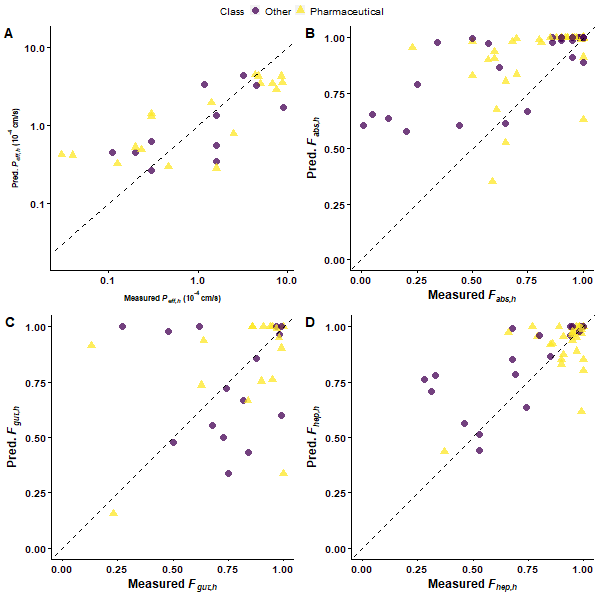 Class Other Pharmaceutical
A
Pred. Peff,h (10⁻⁴ cm/s)
10.0
1.0
0.1
0.1 1.0 10.0
Measured Peff,h (10⁻⁴ cm/s)
B
Pred. Fabs,h
1.00
0.75
0.50
0.25
0.00
0.00 0.25 0.50 0.75 1.00
Measured Fabs,h
C
Pred. Fgut,h
1.00
0.75
0.50
0.25
0.00
0.00 0.25 0.50 0.75 1.00
Measured Fgut,h
D
Pred. Fhep,h
1.00
0.75
0.50
0.25
0.00
0.00 0.25 0.50 0.75 1.00
Measured Fhep,h